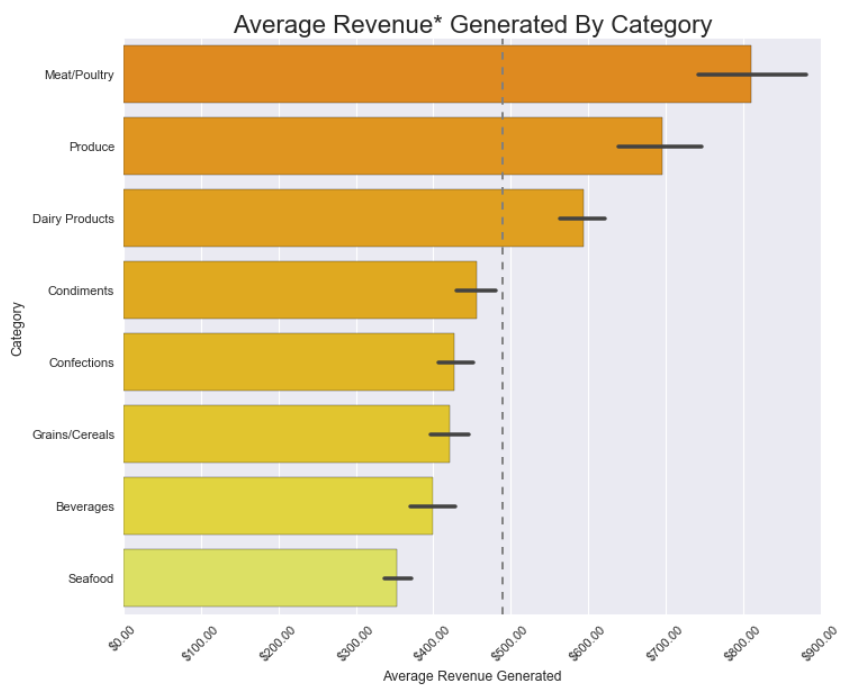 Average Revenue* Generated By Category
Meat/Poultry
Produce
Dairy Products
Condiments
Confections
Grains/Cereals
Beverages
Seafood
Category
$0.00
$100.00
$200.00
$300.00
$400.00
$500.00
$600.00
$700.00
$800.00
$900.00
Average Revenue Generated